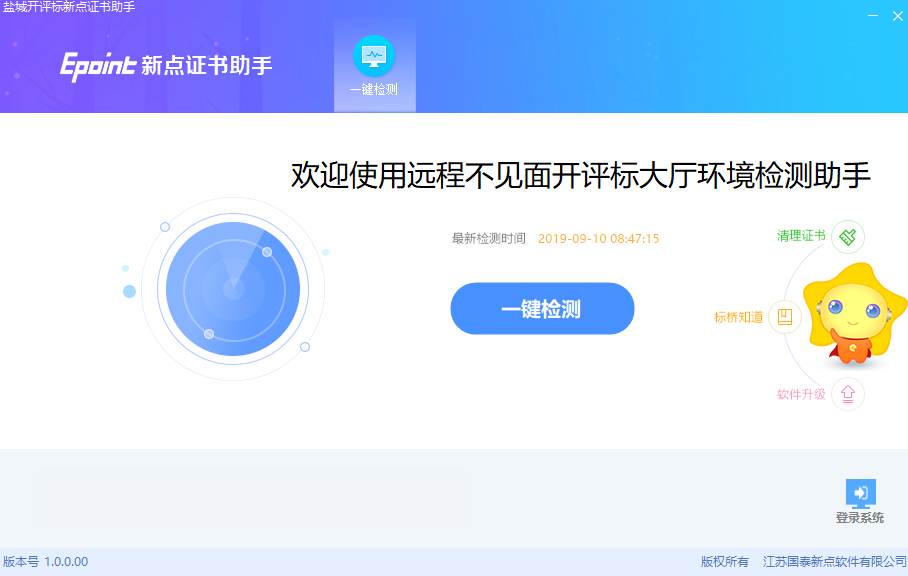 盐城开评标新点证书助手
Epoint 新点证书助手
一键检测
欢迎使用远程不见面开评标大厅环境检测助手
最新检测时间 2019-09-10 08:47:15
清理证书
一键检测
标桥知道
软件升级
登录系统
版本号 1.0.0.00
版权所有 江苏国泰新点软件有限公司